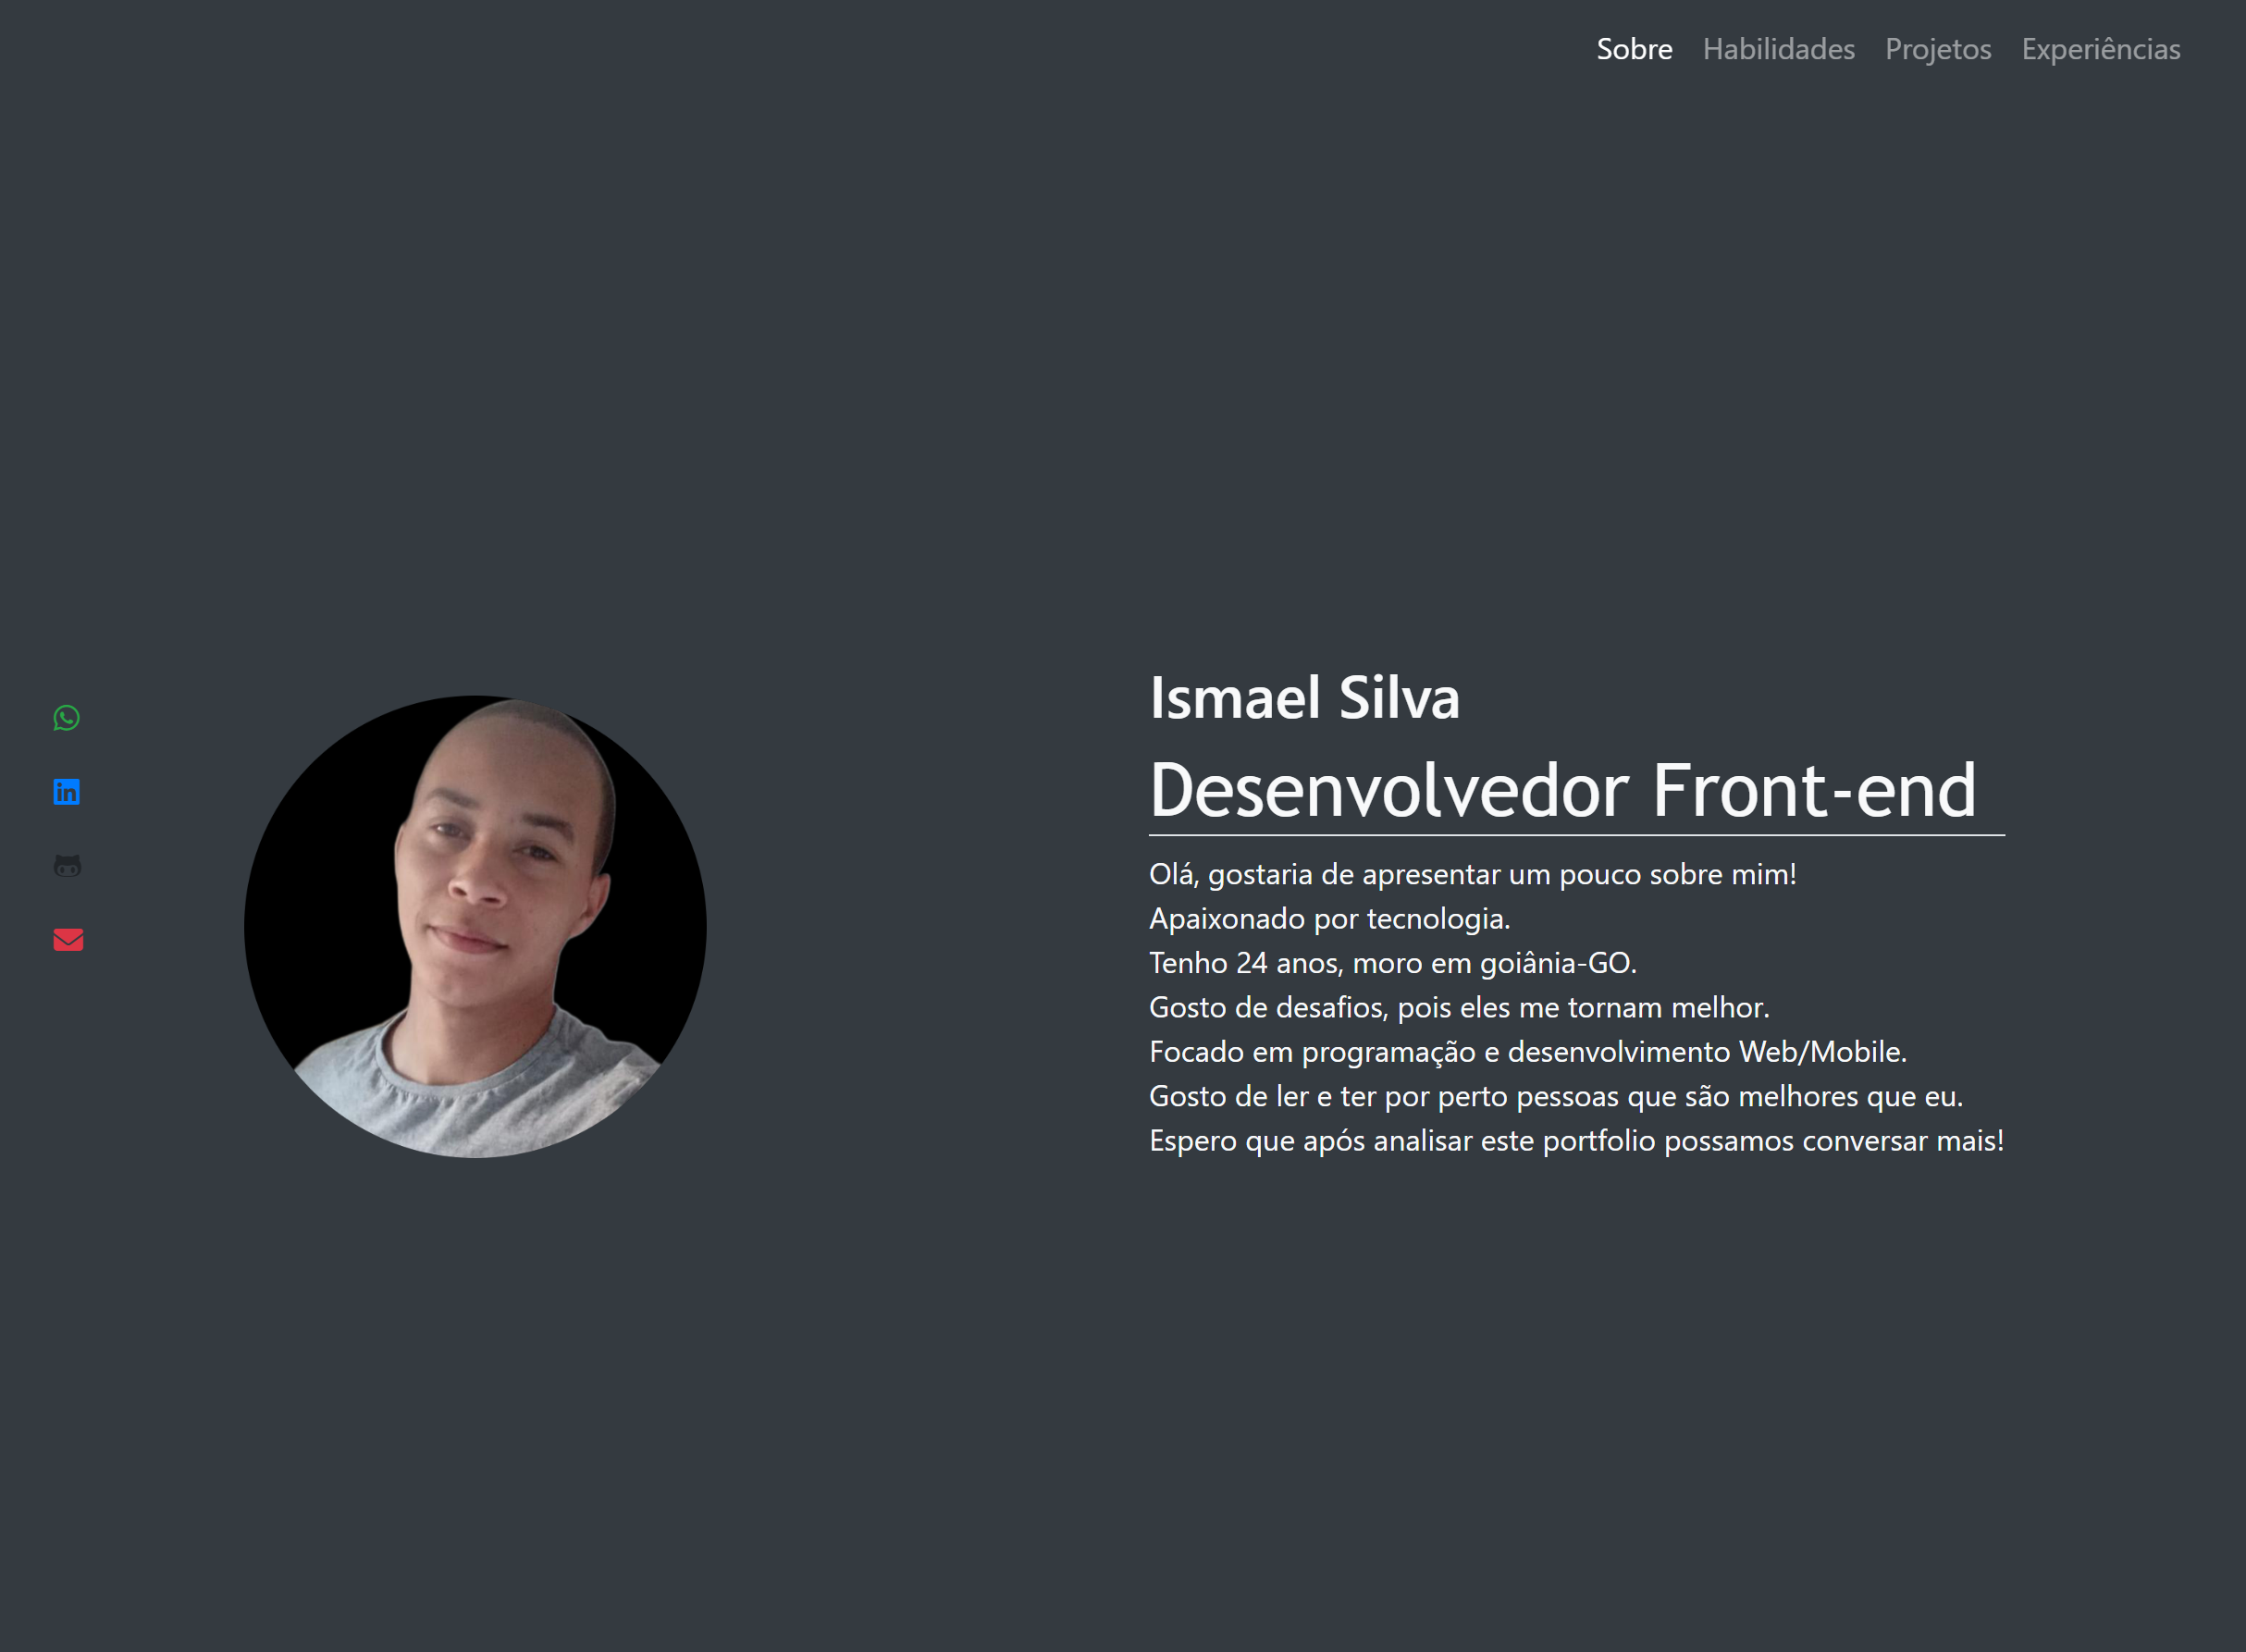 Sobre Habilidades Projetos Experiências
Ismael Silva
Desenvolvedor Front-end
Olá, gostaria de apresentar um pouco sobre mim!
Apaixonado por tecnologia.
Tenho 24 anos, moro em goiânia-GO.
Gosto de desafios, pois eles me tornam melhor.
Focado em programação e desenvolvimento Web/Mobile.
Gosto de ler e ter por perto pessoas que são melhores que eu.
Espero que após analisar este portfolio possamos conversar mais!